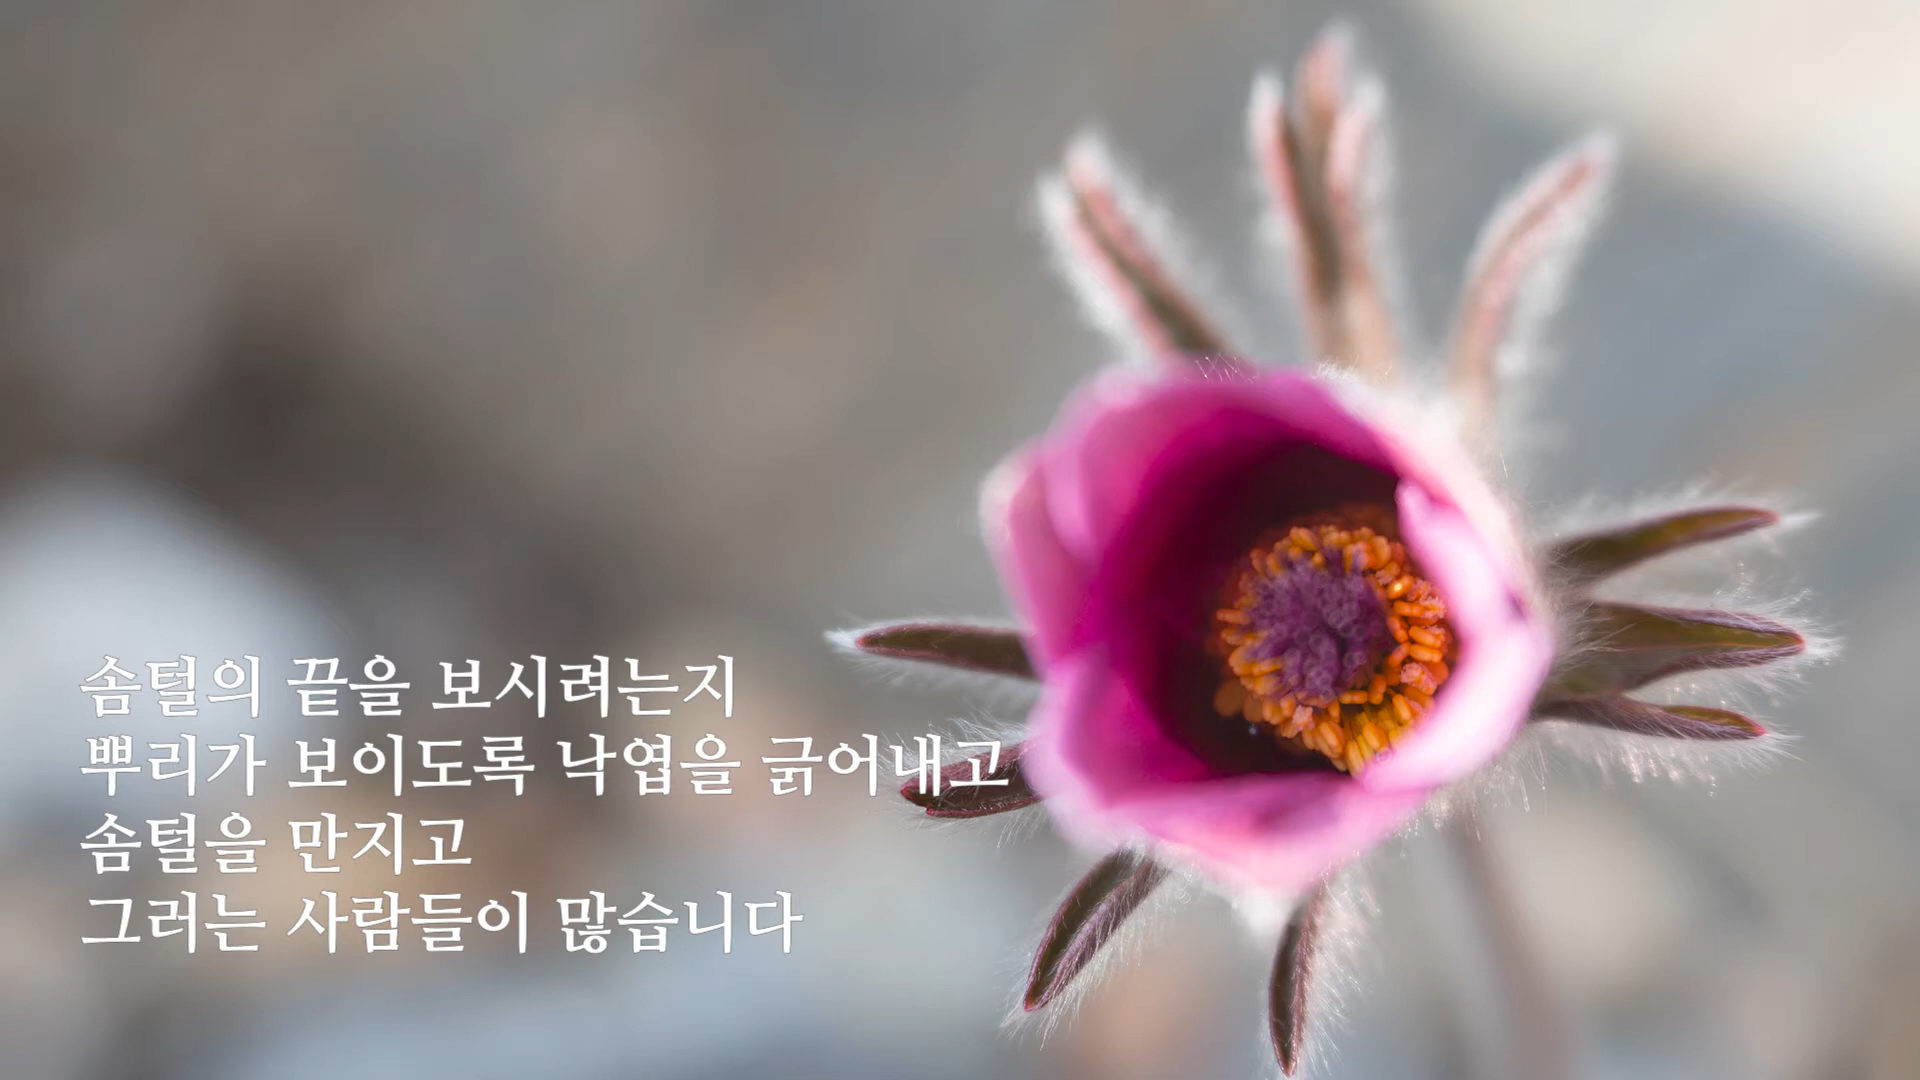 솜털의 끝을 보시려는지
뿌리가 보이도록 낙엽을 긁어내고
솜털을 만지고
그러는 사람들이 많습니다